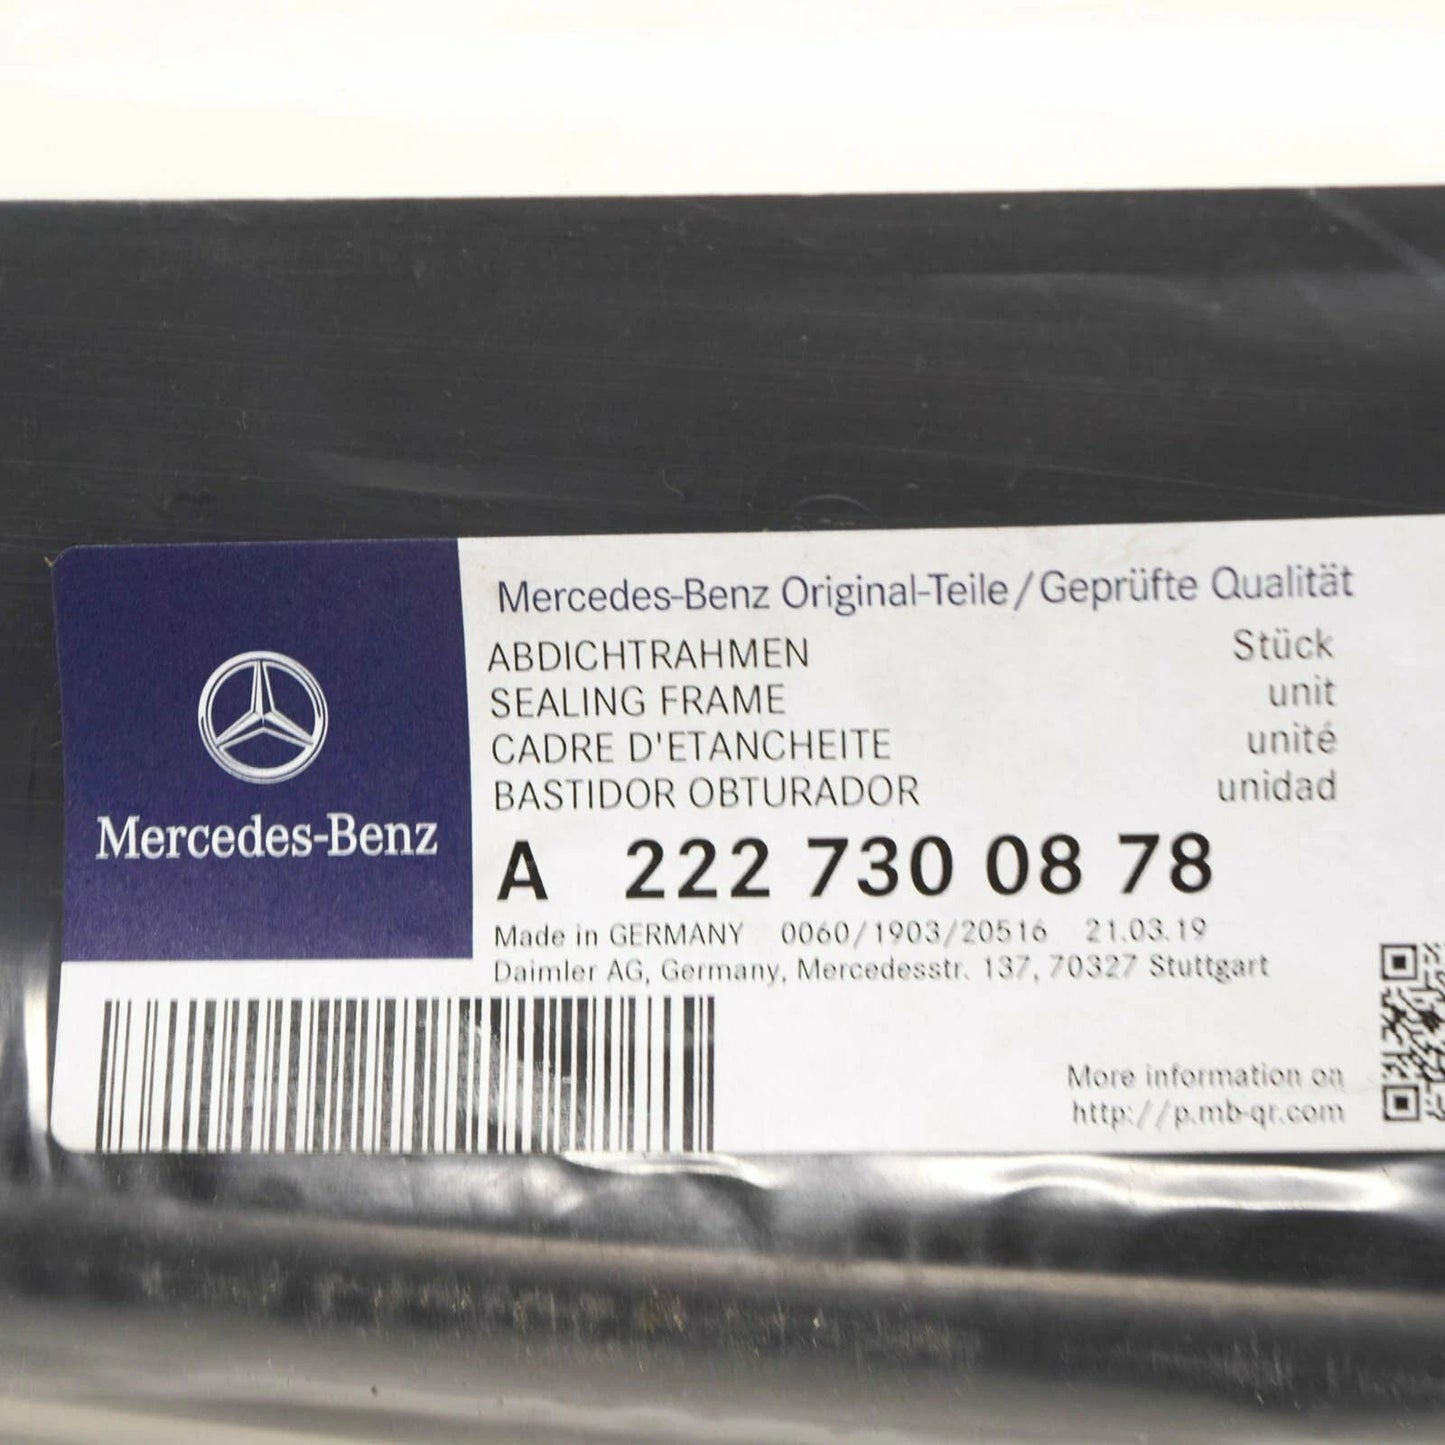 Mercedes-Benz
Mercedes-Benz Original-Teile/Geprüfte Qualität
ABDICHTRAHMEN Stück
SEALING FRAME unit
CADRE D'ETANCHEITE unité
BASTIDOR OBTURADOR unidad
A 222 730 08 78
Made in GERMANY 0060/1903/20516 21.03.19
Daimler AG, Germany, Mercedesstr. 137, 70327 Stuttgart
More information on
http://p.mb-qr.com